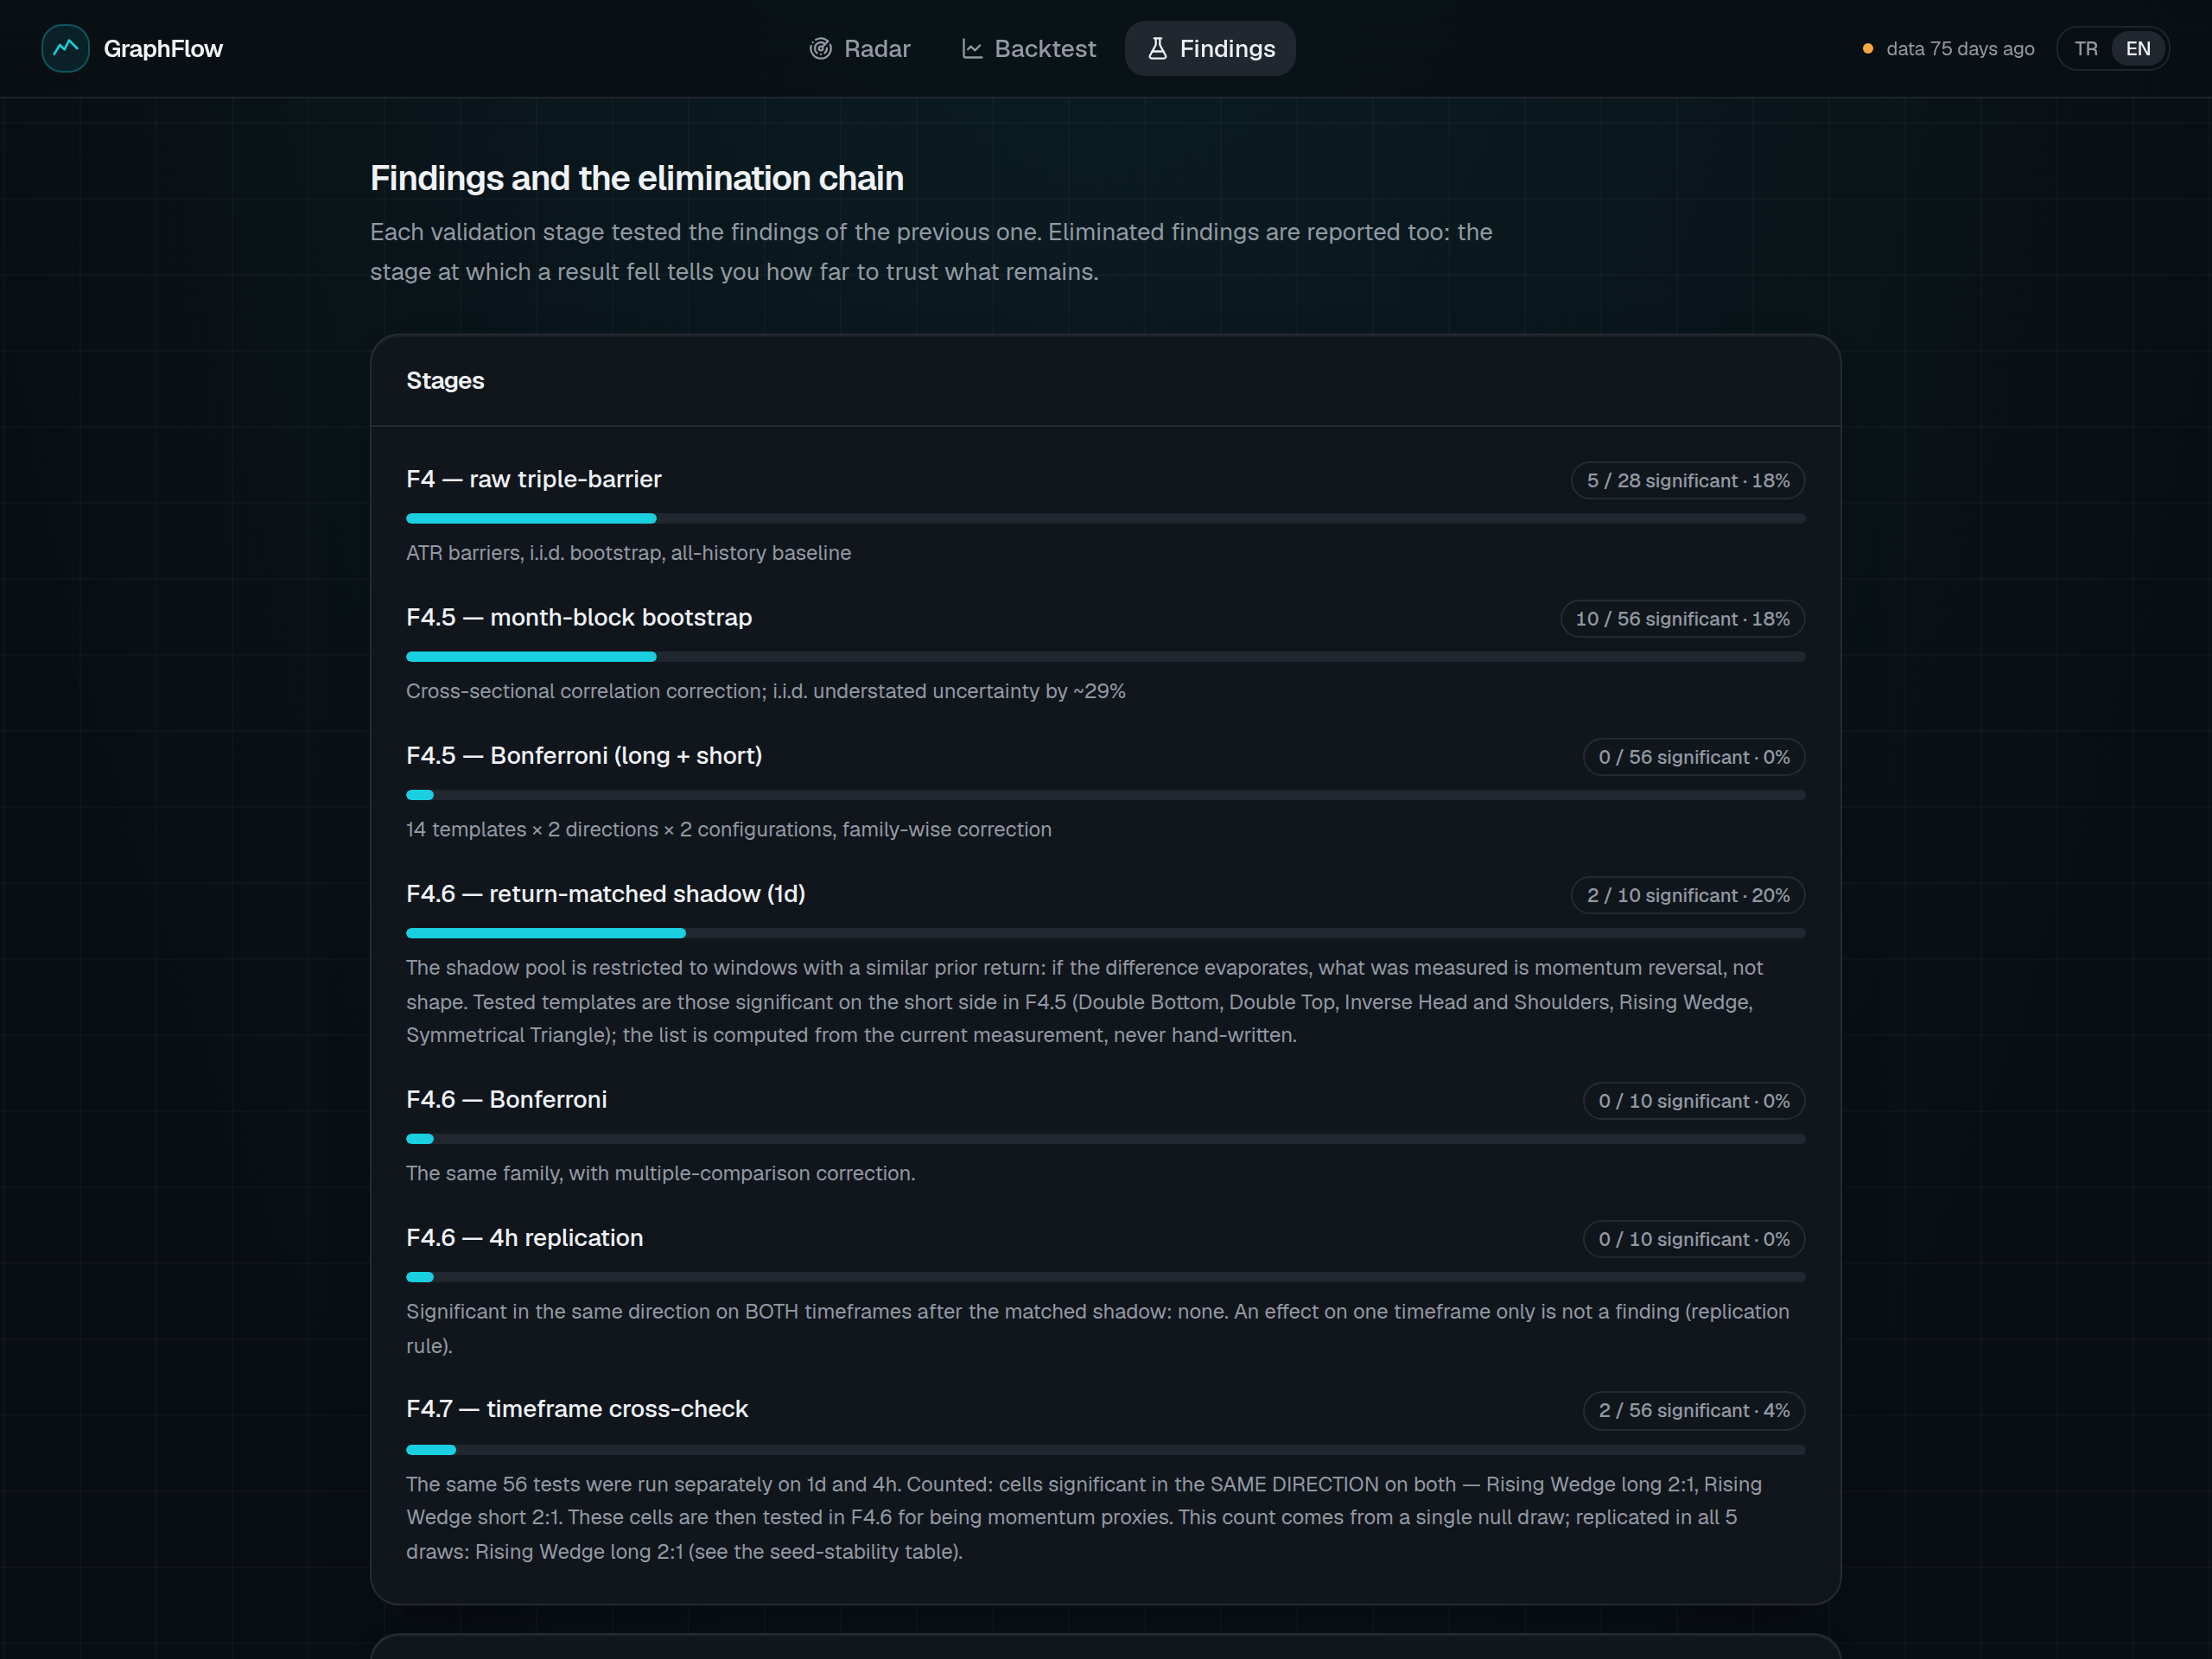 GraphFlow
Radar
Backtest
Findings
data 75 days ago
TR
EN
Findings and the elimination chain
Each validation stage tested the findings of the previous one. Eliminated findings are reported too: the
stage at which a result fell tells you how far to trust what remains.
Stages
F4 — raw triple-barrier
5 / 28 significant · 18%
ATR barriers, i.i.d. bootstrap, all-history baseline
F4.5 — month-block bootstrap
10 / 56 significant · 18%
Cross-sectional correlation correction; i.i.d. understated uncertainty by ~29%
F4.5 — Bonferroni (long + short)
0 / 56 significant · 0%
14 templates × 2 directions × 2 configurations, family-wise correction
F4.6 — return-matched shadow (1d)
2 / 10 significant · 20%
The shadow pool is restricted to windows with a similar prior return: if the difference evaporates, what was measured is momentum reversal, not
shape. Tested templates are those significant on the short side in F4.5 (Double Bottom, Double Top, Inverse Head and Shoulders, Rising Wedge,
Symmetrical Triangle); the list is computed from the current measurement, never hand-written.
F4.6 — Bonferroni
0 / 10 significant · 0%
The same family, with multiple-comparison correction.
F4.6 — 4h replication
0 / 10 significant · 0%
Significant in the same direction on BOTH timeframes after the matched shadow: none. An effect on one timeframe only is not a finding (replication
rule).
F4.7 — timeframe cross-check
2 / 56 significant · 4%
The same 56 tests were run separately on 1d and 4h. Counted: cells significant in the SAME DIRECTION on both — Rising Wedge long 2:1, Rising
Wedge short 2:1. These cells are then tested in F4.6 for being momentum proxies. This count comes from a single null draw; replicated in all 5
draws: Rising Wedge long 2:1 (see the seed-stability table).